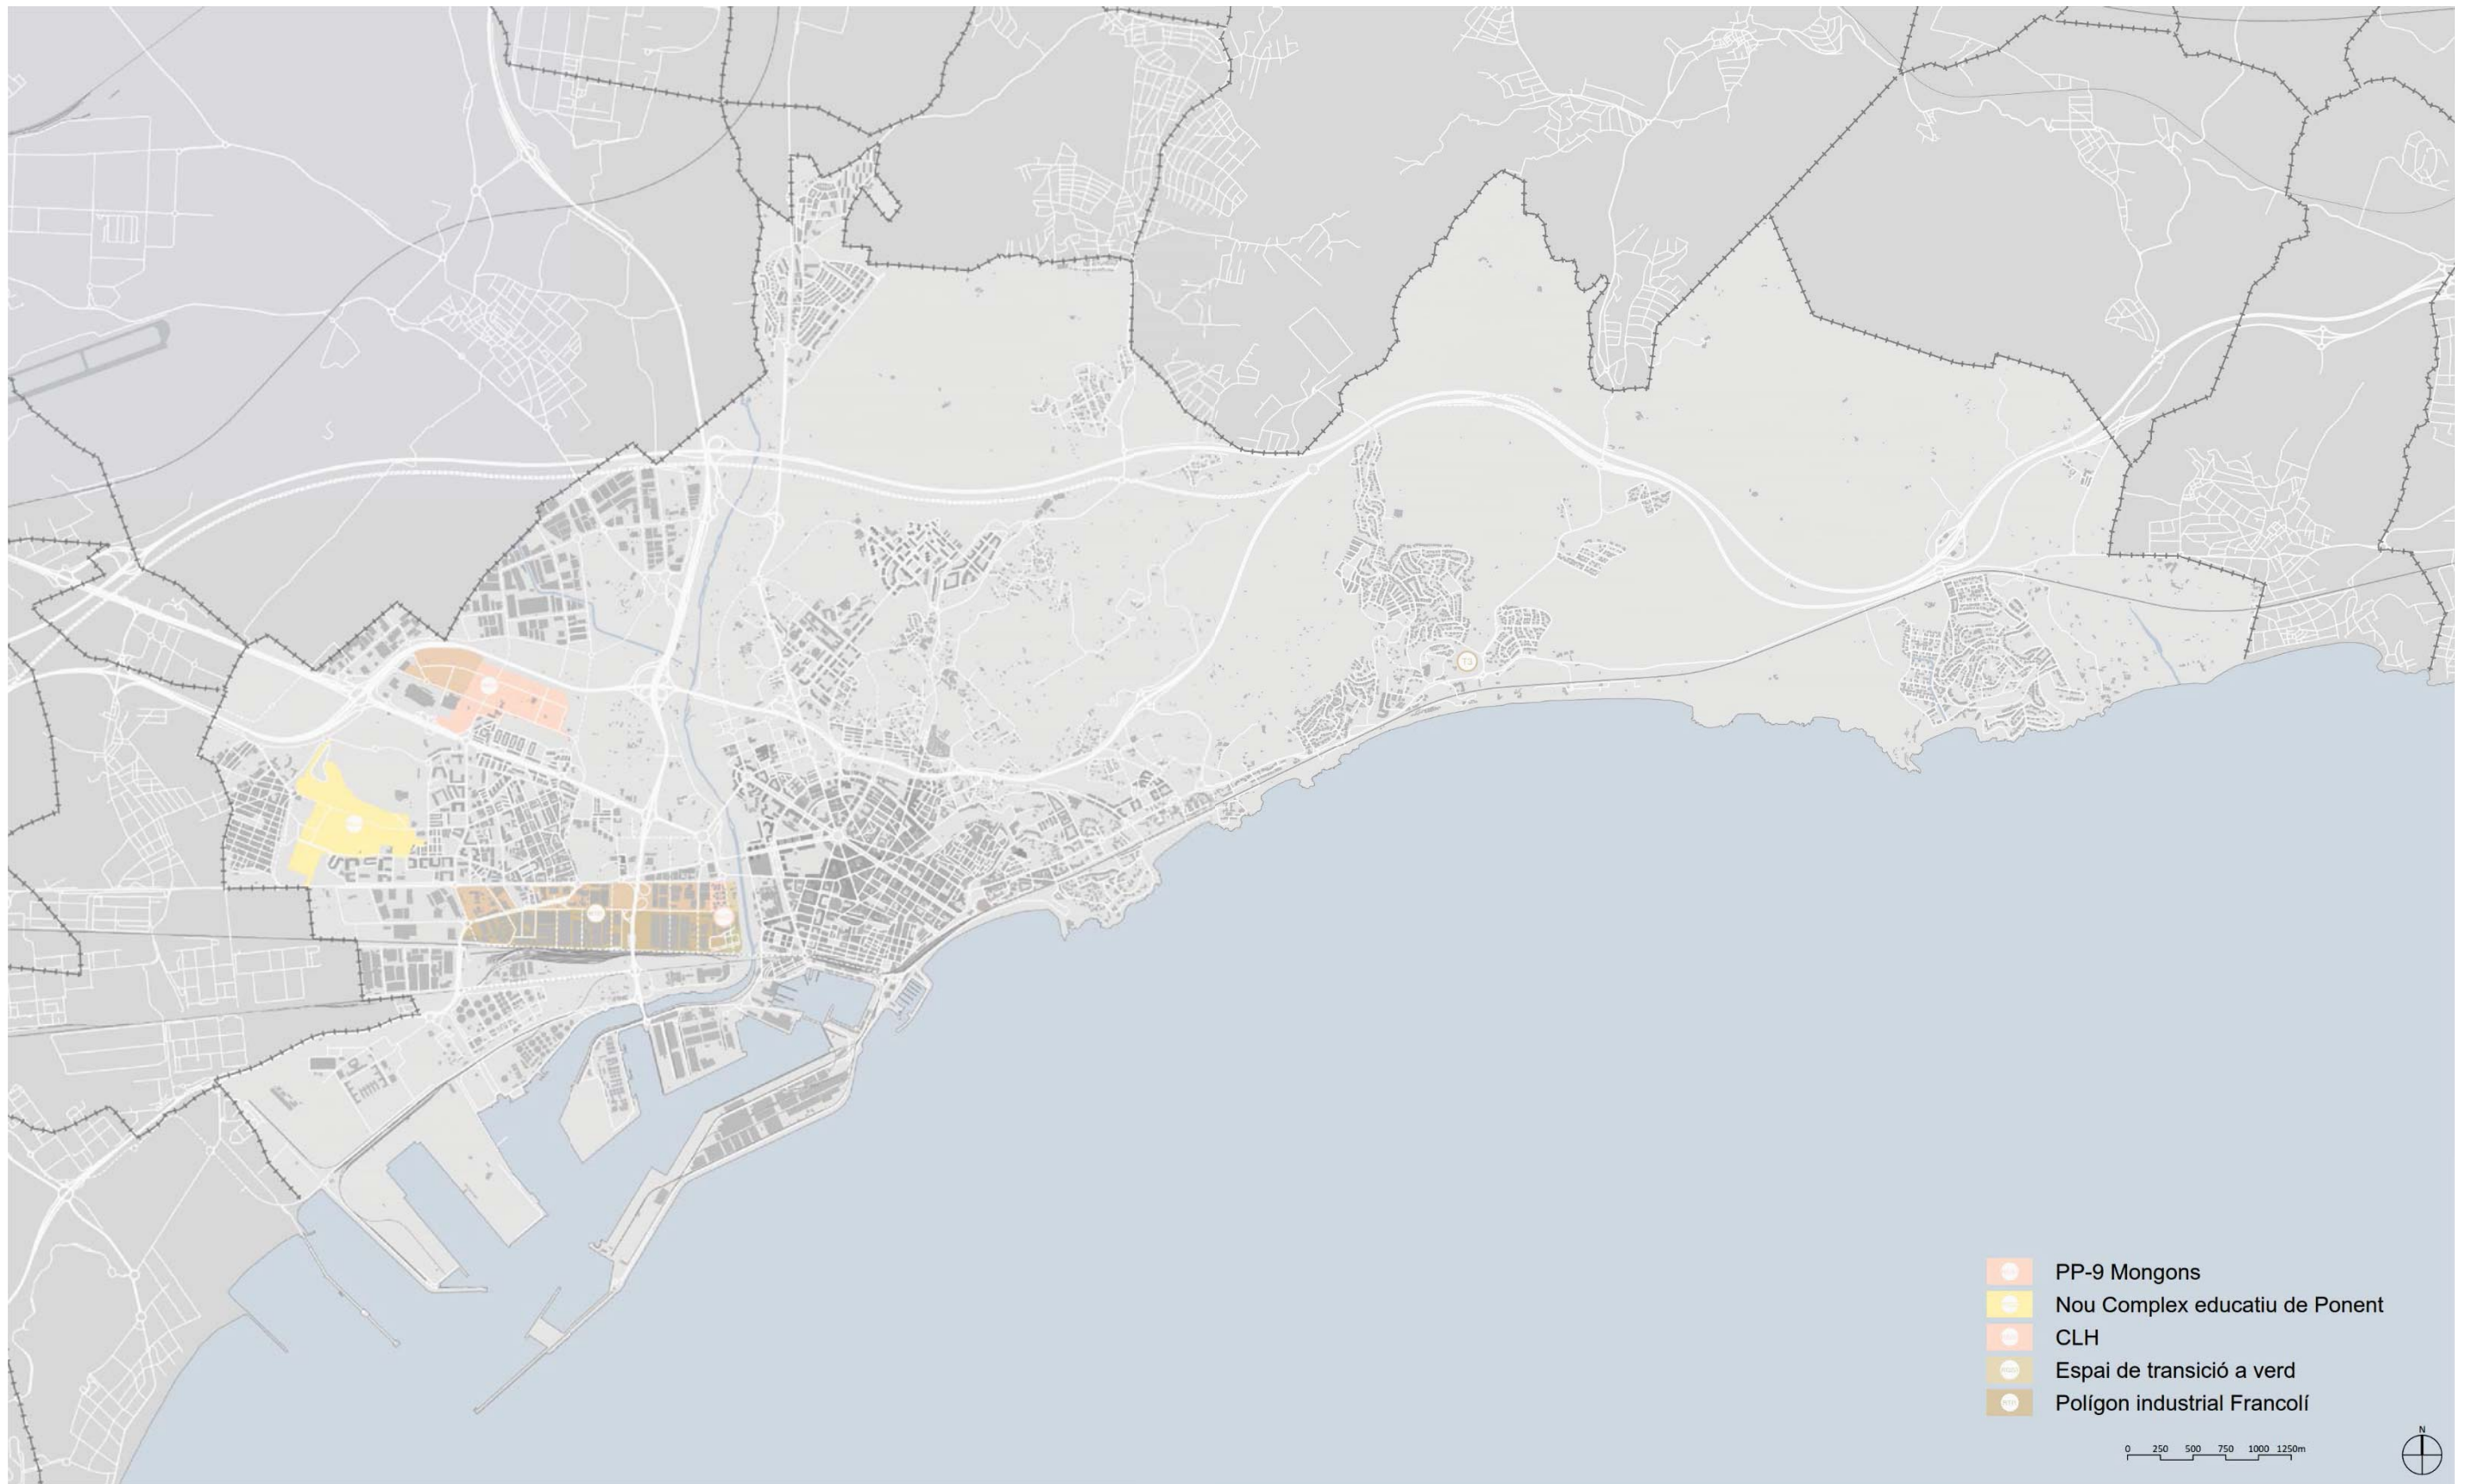 T3
PP-9 Mongons
Nou Complex educatiu de Ponent
CLH
Espai de transició a verd
Polígon industrial Francolí
0 250 500 750 1000 1250m
N